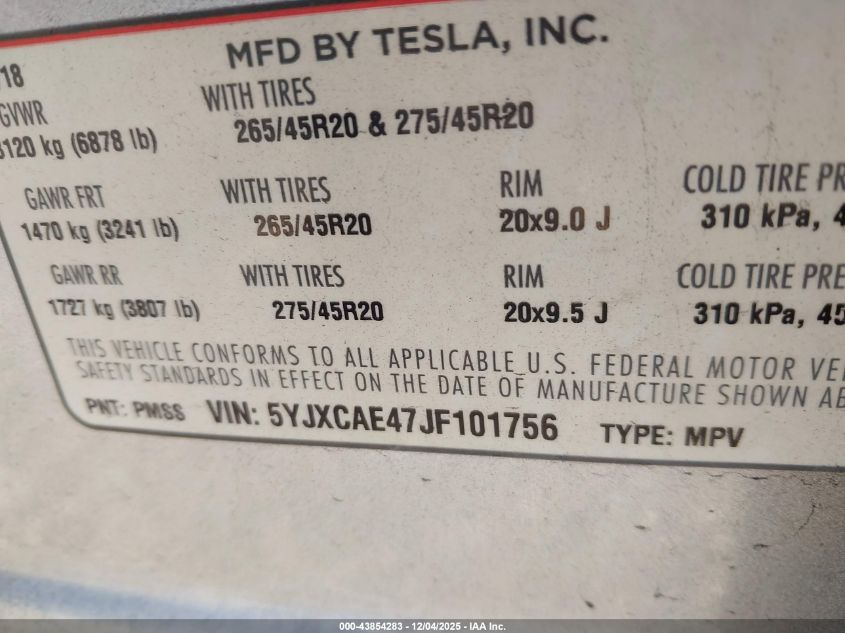 MFD BY TESLA, INC.
/18
GVWR
WITH TIRES
3120 kg (6878 lb)
265/45R20 & 275/45R20
GAWR FRT
WITH TIRES
RIM
COLD TIRE PR
1470 kg (3241 lb)
265/45R20
20x9.0 J
310 kPa, 4
GAWR RR
WITH TIRES
RIM
COLD TIRE PRE
1727 kg (3807 lb)
275/45R20
20x9.5 J
310 kPa, 45
THIS VEHICLE CONFORMS TO ALL APPLICABLE U.S. FEDERAL MOTOR VE
SAFETY STANDARDS IN EFFECT ON THE DATE OF MANUFACTURE SHOWN AB
PNT: PMSS VIN: 5YJXCAE47JF101756 TYPE: MPV
000-43854283 - 12/04/2025 - IAA Inc.